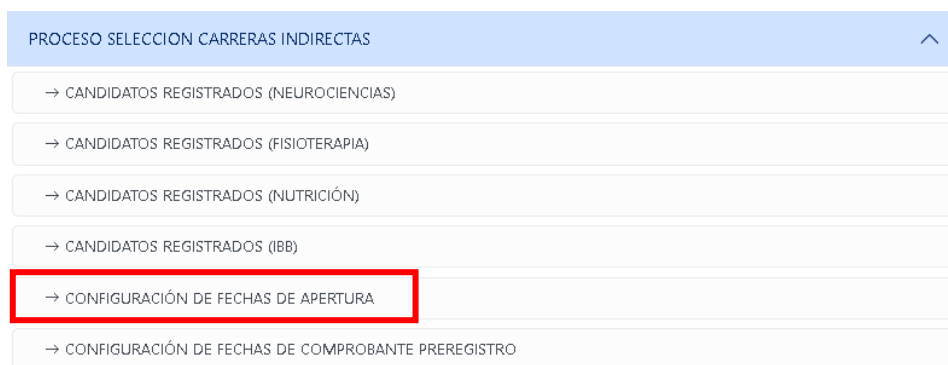 PROCESO SELECCION CARRERAS INDIRECTAS
→ CANDIDATOS REGISTRADOS (NEUROCIENCIAS)
→ CANDIDATOS REGISTRADOS (FISIOTERAPIA)
→ CANDIDATOS REGISTRADOS (NUTRICIÓN)
→ CANDIDATOS REGISTRADOS (IBB)
→ CONFIGURACIÓN DE FECHAS DE APERTURA
→ CONFIGURACIÓN DE FECHAS DE COMPROBANTE PREREGISTRO